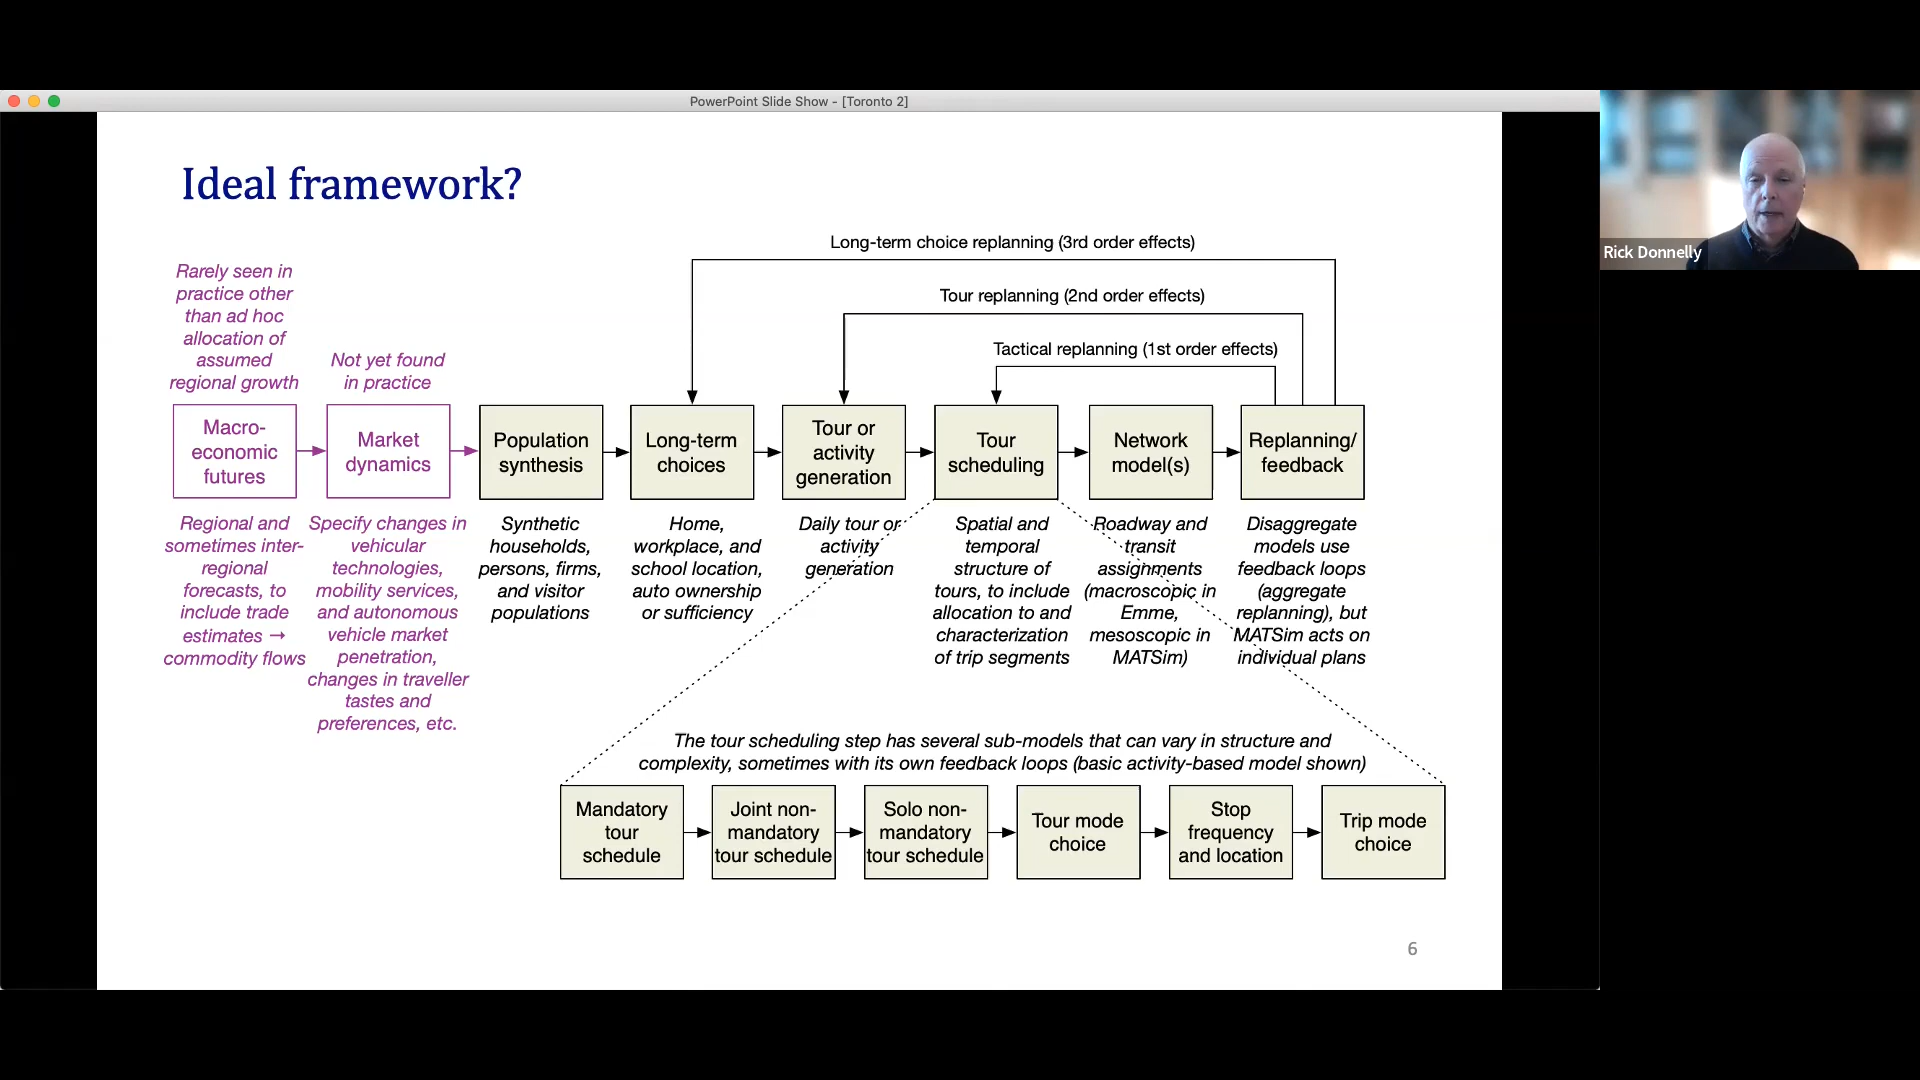 PowerPoint Slide Show - [Toronto 2]
Rick Donnelly
Ideal framework?
Long-term choice replanning (3rd order effects)
Tour replanning (2nd order effects)
Tactical replanning (1st order effects)
Rarely seen in
practice other
than ad hoc
allocation of
assumed
regional growth
Not yet found
in practice
Macro-
economic
futures
Market
dynamics
Population
synthesis
Long-term
choices
Tour or
activity
generation
Tour
scheduling
Network
model(s)
Replanning/
feedback
Regional and
sometimes inter-
regional
forecasts, to
include trade
estimates →
commodity flows
Specify changes in
vehicular
technologies,
mobility services,
and autonomous
vehicle market
penetration,
changes in traveller
tastes and
preferences, etc.
Synthetic
households,
persons, firms,
and visitor
populations
Home,
workplace, and
school location,
auto ownership
or sufficiency
Daily tour or
activity
generation
Spatial and
temporal
structure of
tours, to include
allocation to and
characterization
of trip segments
Roadway and
transit
assignments
(macroscopic in
Emme,
mesoscopic in
MATSim)
Disaggregate
models use
feedback loops
(aggregate
replanning), but
MATSim acts on
individual plans
The tour scheduling step has several sub-models that can vary in structure and
complexity, sometimes with its own feedback loops (basic activity-based model shown)
Mandatory
tour
schedule
Joint non-
mandatory
tour schedule
Solo non-
mandatory
tour schedule
Tour mode
choice
Stop
frequency
and location
Trip mode
choice
6